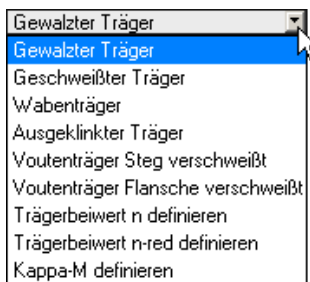 Gewalzter Träger
Gewalzter Träger
Geschweißter Träger
Wabenträger
Ausgeklinkter Träger
Voutenträger Steg verschweißt
Voutenträger Flansche verschweißt
Trägerbeiwert n definieren
Trägerbeiwert n-red definieren
Kappa-M definieren